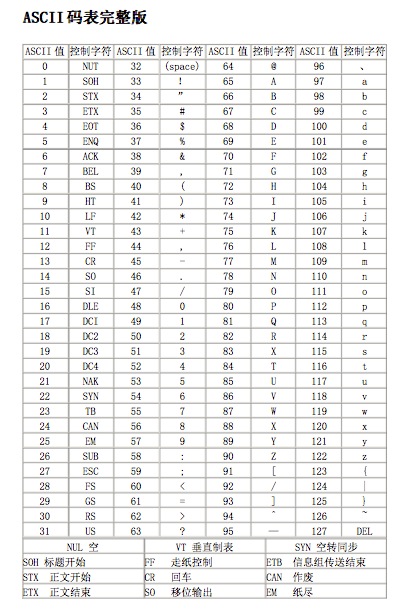 ASCII码表完整版
ASCII 值 控制字符 ASCII 值 控制字符 ASCII 值 控制字符 ASCII 值 控制字符
0 NUT 32 (space) 64 @ 96 、
1 SOH 33 ! 65 A 97 a
2 STX 34 ” 66 B 98 b
3 ETX 35 # 67 C 99 c
4 EOT 36 $ 68 D 100 d
5 ENQ 37 % 69 E 101 e
6 ACK 38 & 70 F 102 f
7 BEL 39 , 71 G 103 g
8 BS 40 ( 72 H 104 h
9 HT 41 ) 73 I 105 i
10 LF 42 * 74 J 106 j
11 VT 43 + 75 K 107 k
12 FF 44 , 76 L 108 l
13 CR 45 - 77 M 109 m
14 SO 46 . 78 N 110 n
15 SI 47 / 79 O 111 o
16 DLE 48 0 80 P 112 p
17 DCI 49 1 81 Q 113 q
18 DC2 50 2 82 R 114 r
19 DC3 51 3 83 X 115 s
20 DC4 52 4 84 T 116 t
21 NAK 53 5 85 U 117 u
22 SYN 54 6 86 V 118 v
23 TB 55 7 87 W 119 w
24 CAN 56 8 88 X 120 x
25 EM 57 9 89 Y 121 y
26 SUB 58 : 90 Z 122 z
27 ESC 59 ; 91 [ 123 {
28 FS 60 < 92 / 124 |
29 GS 61 = 93 ] 125 }
30 RS 62 > 94 ^ 126 ~
31 US 63 ? 95 — 127 DEL
NUL 空 VT 垂直制表 SYN 空转同步
SOH 标题开始 FF 走纸控制 ETB 信息组传送结束
STX 正文开始 CR 回车 CAN 作废
ETX 正文结束 SO 移位输出 EM 纸尽